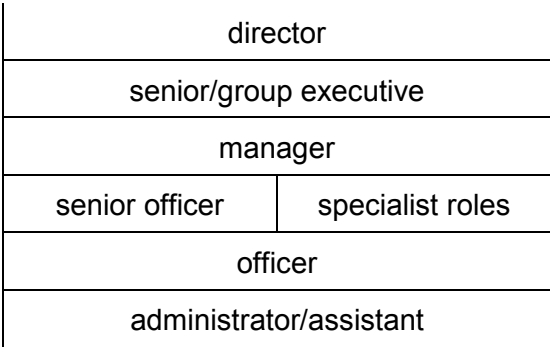 director
senior/group executive
manager
senior officer specialist roles
officer
administrator/assistant